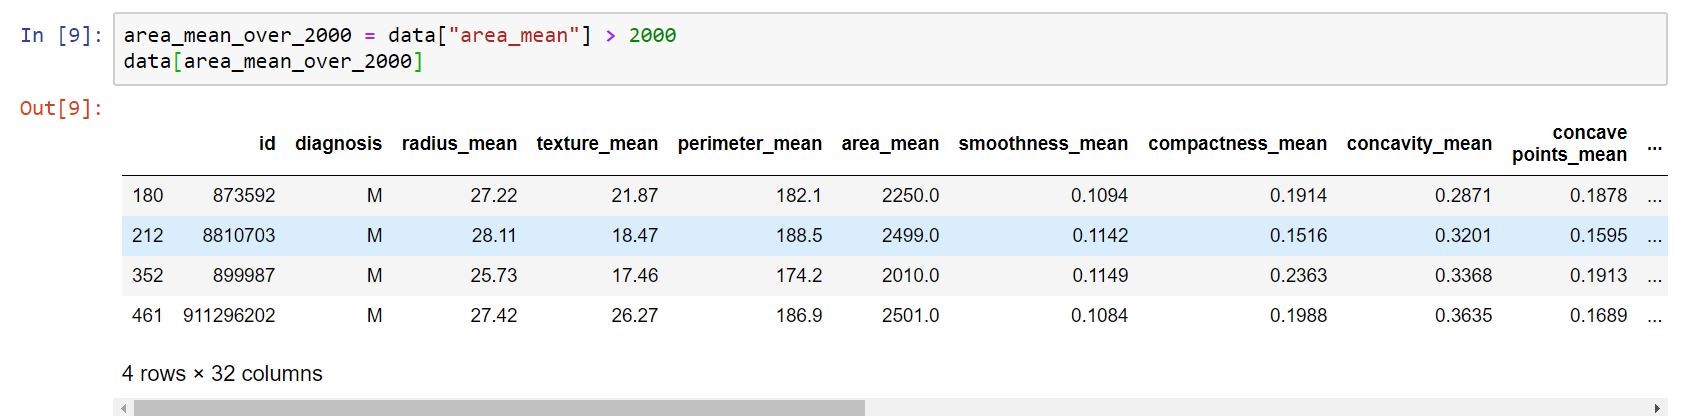 In [9]: area_mean_over_2000 = data["area_mean"] > 2000
data[area_mean_over_2000]
Out[9]:
id diagnosis radius_mean texture_mean perimeter_mean area_mean smoothness_mean compactness_mean concavity_mean concave points_mean ...
180 873592 M 27.22 21.87 182.1 2250.0 0.1094 0.1914 0.2871 0.1878 ...
212 8810703 M 28.11 18.47 188.5 2499.0 0.1142 0.1516 0.3201 0.1595 ...
352 899987 M 25.73 17.46 174.2 2010.0 0.1149 0.2363 0.3368 0.1913 ...
461 911296202 M 27.42 26.27 186.9 2501.0 0.1084 0.1988 0.3635 0.1689 ...
4 rows × 32 columns